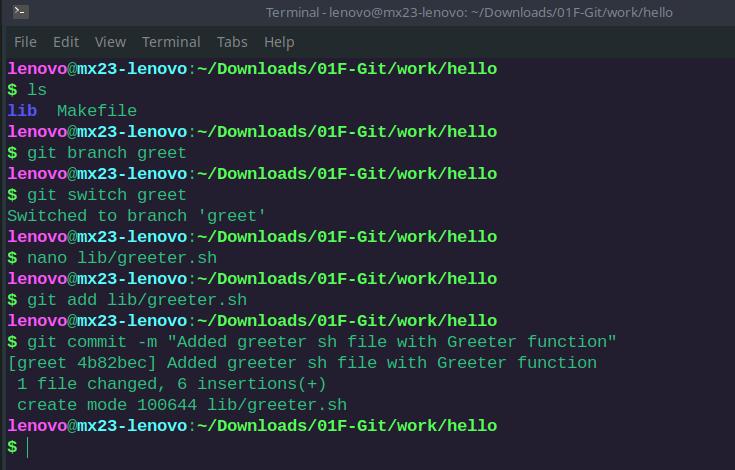 Terminal - lenovo@mx23-lenovo: ~/Downloads/01F-Git/work/hello
File Edit View Terminal Tabs Help
lenovo@mx23-lenovo:~/Downloads/01F-Git/work/hello
$ ls
lib  Makefile
lenovo@mx23-lenovo:~/Downloads/01F-Git/work/hello
$ git branch greet
lenovo@mx23-lenovo:~/Downloads/01F-Git/work/hello
$ git switch greet
Switched to branch 'greet'
lenovo@mx23-lenovo:~/Downloads/01F-Git/work/hello
$ nano lib/greeter.sh
lenovo@mx23-lenovo:~/Downloads/01F-Git/work/hello
$ git add lib/greeter.sh
lenovo@mx23-lenovo:~/Downloads/01F-Git/work/hello
$ git commit -m "Added greeter sh file with Greeter function"
[greet 4b82bec] Added greeter sh file with Greeter function
 1 file changed, 6 insertions(+)
 create mode 100644 lib/greeter.sh
lenovo@mx23-lenovo:~/Downloads/01F-Git/work/hello
$